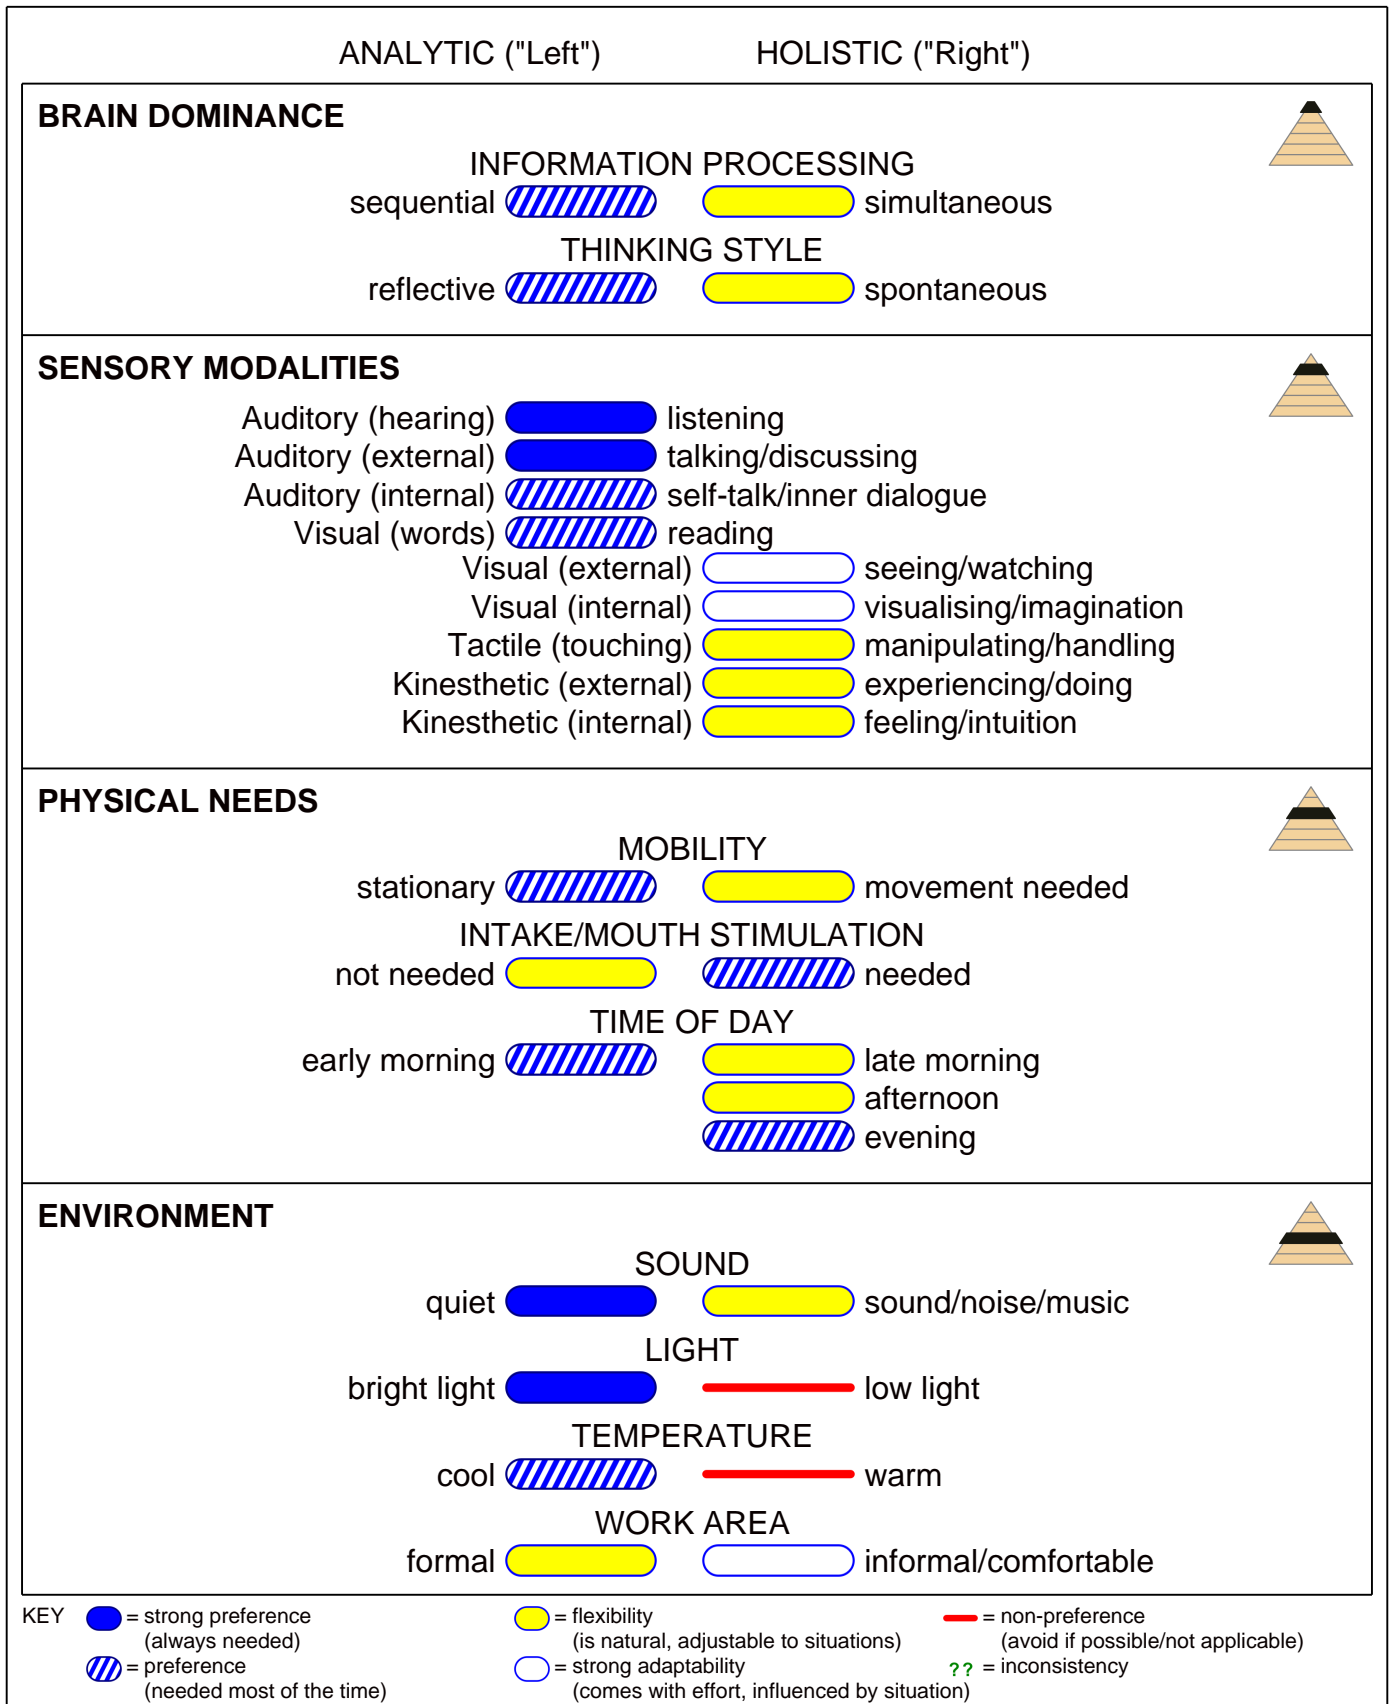 ANALYTIC ("Left") HOLISTIC ("Right")
BRAIN DOMINANCE
INFORMATION PROCESSING
sequential simultaneous
THINKING STYLE
reflective spontaneous
SENSORY MODALITIES
Auditory (hearing) listening
Auditory (external) talking/discussing
Auditory (internal) self-talk/inner dialogue
Visual (words) reading
Visual (external) seeing/watching
Visual (internal) visualising/imagination
Tactile (touching) manipulating/handling
Kinesthetic (external) experiencing/doing
Kinesthetic (internal) feeling/intuition
PHYSICAL NEEDS
MOBILITY
stationary movement needed
INTAKE/MOUTH STIMULATION
not needed needed
TIME OF DAY
early morning late morning
afternoon
evening
ENVIRONMENT
SOUND
quiet sound/noise/music
LIGHT
bright light low light
TEMPERATURE
cool warm
WORK AREA
formal informal/comfortable
KEY = strong preference = flexibility = non-preference
(always needed) (is natural, adjustable to situations) (avoid if possible/not applicable)
= preference = strong adaptability ?? = inconsistency
(needed most of the time) (comes with effort, influenced by situation)